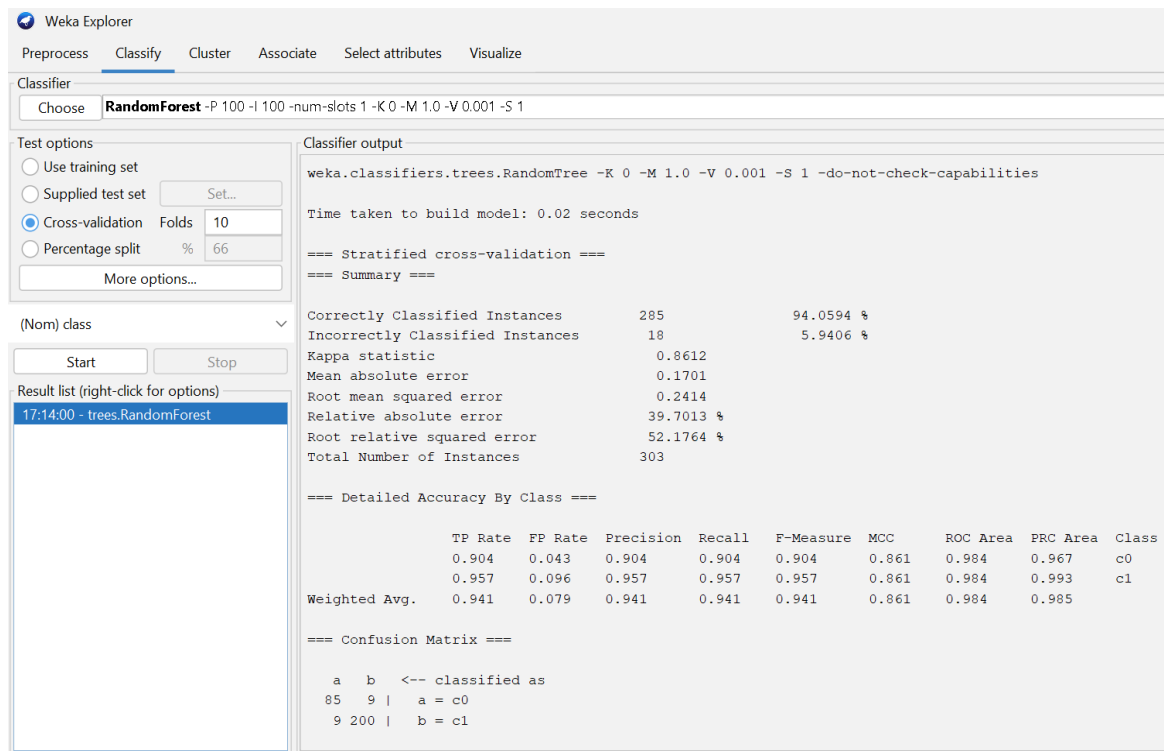 Weka Explorer
Preprocess Classify Cluster Associate Select attributes Visualize
Classifier
Choose RandomForest -P 100 -I 100 -num-slots 1 -K 0 -M 1.0 -V 0.001 -S 1
Test options
Use training set
Supplied test set Set...
Cross-validation Folds 10
Percentage split % 66
More options...
(Nom) class
Start Stop
Result list (right-click for options)
17:14:00 - trees.RandomForest
Classifier output
weka.classifiers.trees.RandomTree -K 0 -M 1.0 -V 0.001 -S 1 -do-not-check-capabilities
Time taken to build model: 0.02 seconds
=== Stratified cross-validation ===
=== Summary ===
Correctly Classified Instances 285 94.0594 %
Incorrectly Classified Instances 18 5.9406 %
Kappa statistic 0.8612
Mean absolute error 0.1701
Root mean squared error 0.2414
Relative absolute error 39.7013 %
Root relative squared error 52.1764 %
Total Number of Instances 303
=== Detailed Accuracy By Class ===
TP Rate FP Rate Precision Recall F-Measure MCC ROC Area PRC Area Class
0.904 0.043 0.904 0.904 0.904 0.861 0.984 0.967 c0
0.957 0.096 0.957 0.957 0.957 0.861 0.984 0.993 c1
Weighted Avg. 0.941 0.079 0.941 0.941 0.941 0.861 0.984 0.985
=== Confusion Matrix ===
a b <-- classified as
85 9 | a = c0
9 200 | b = c1